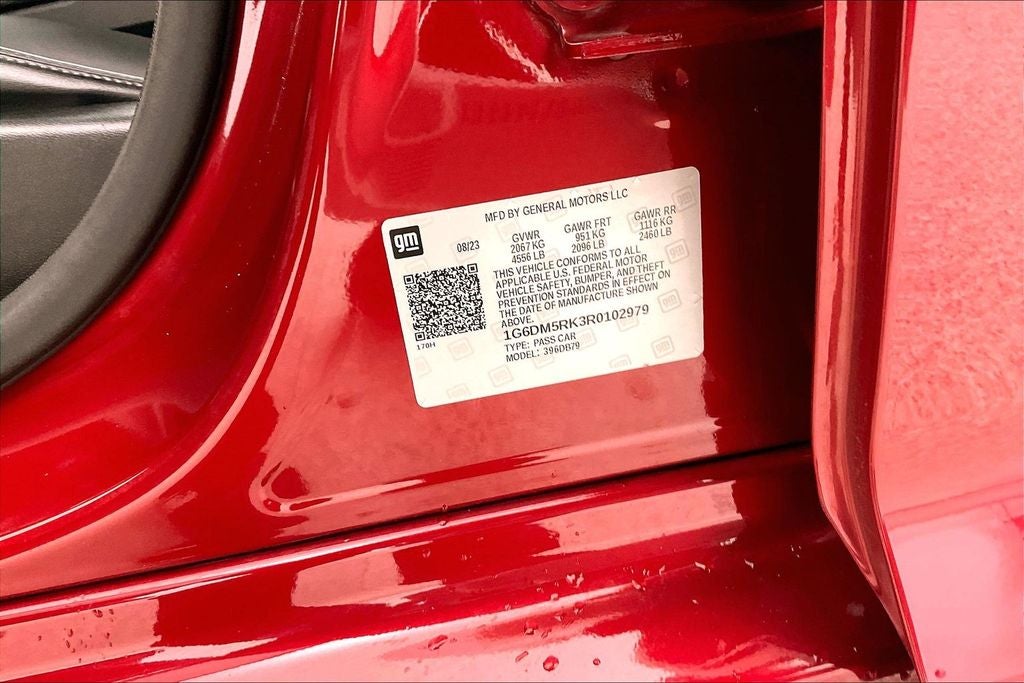 MFD BY GENERAL MOTORS LLC
gm
08/23
GVWR GAWR FRT GAWR RR
2067 KG 951 KG 1116 KG
4556 LB 2096 LB 2460 LB
THIS VEHICLE CONFORMS TO ALL
APPLICABLE U.S. FEDERAL MOTOR
VEHICLE SAFETY, BUMPER, AND THEFT
PREVENTION STANDARDS IN EFFECT ON
THE DATE OF MANUFACTURE SHOWN
ABOVE.
1G6DM5RK3R0102979
170H
TYPE: PASS CAR
MODEL: 396DB79